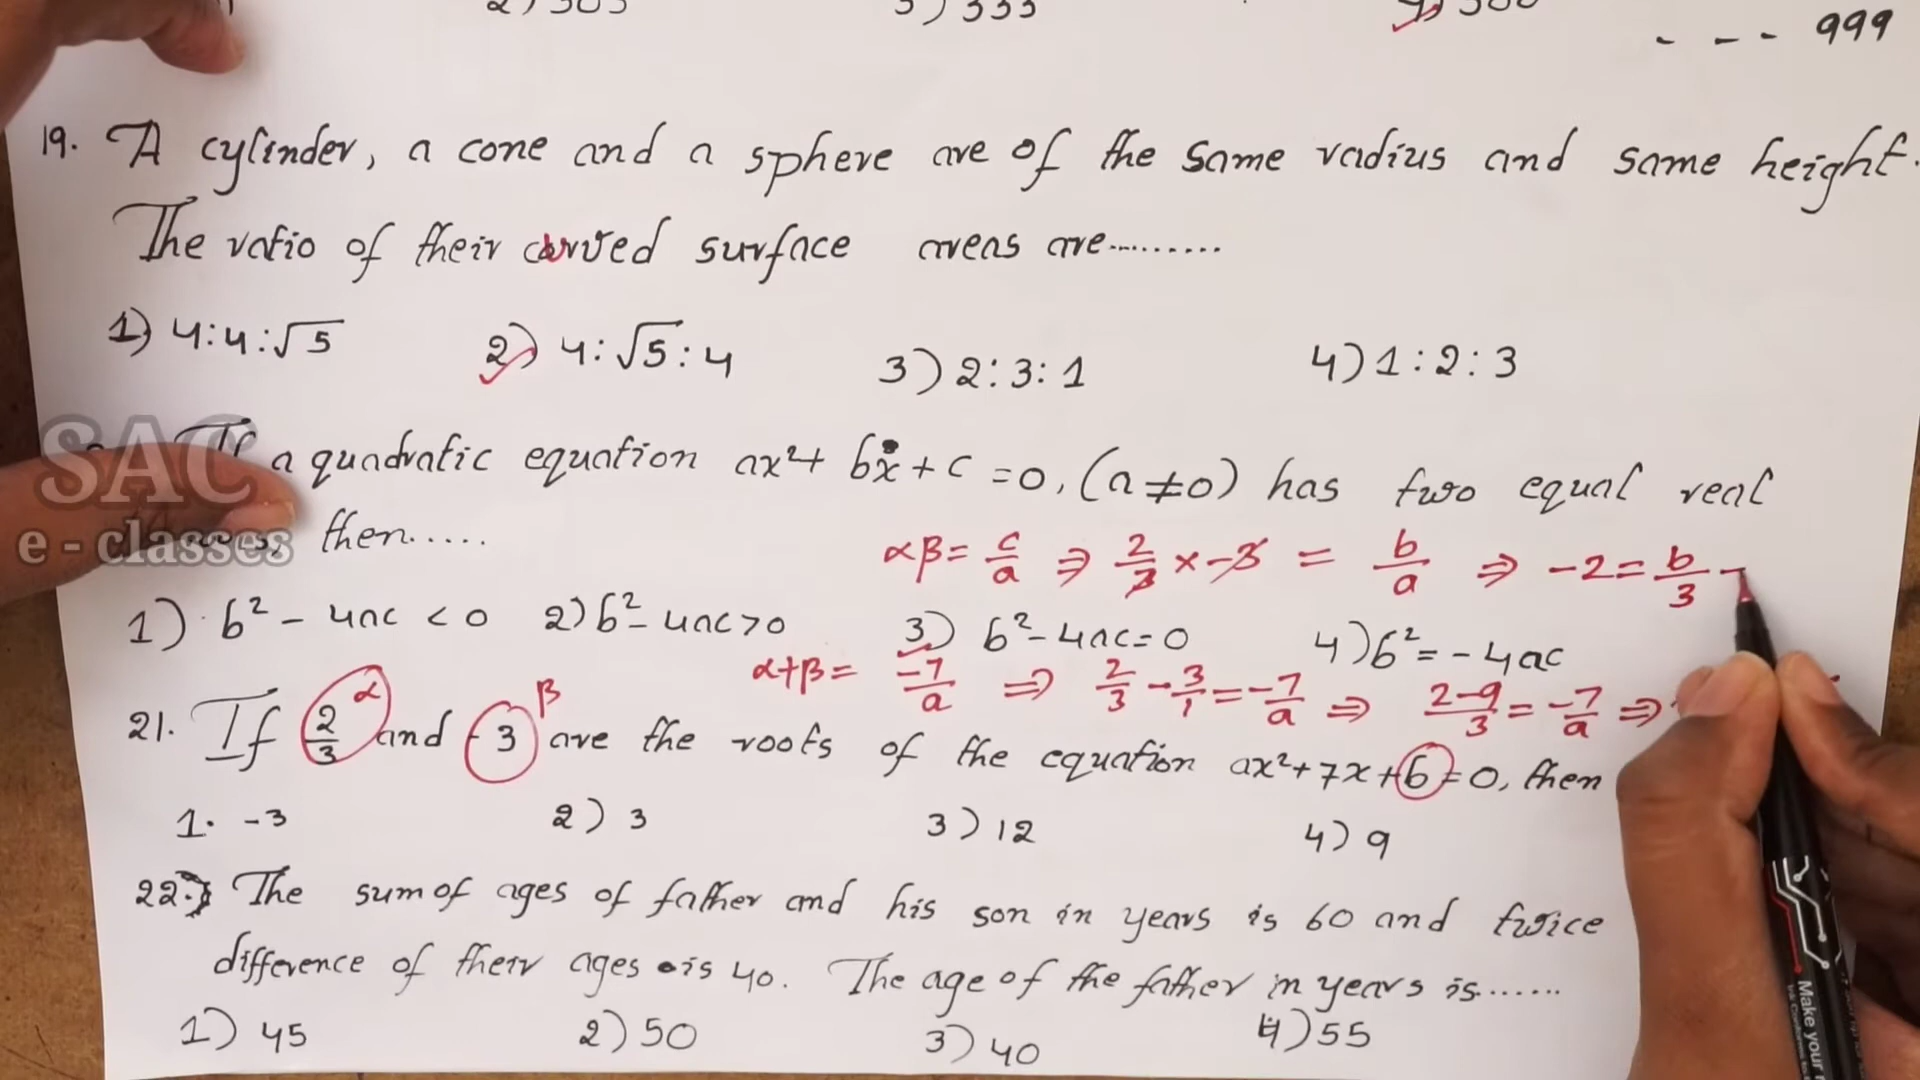 - - - 999
19. A cylinder, a cone and a sphere are of the same radius and same height.
The ratio of their curved surface areas are..........
1) 4:4:√5 2) 4:√5:4 3) 2:3:1 4) 1:2:3
If a quadratic equation ax²+ bx + c = 0, (a≠0) has two equal real
then.....
αβ = c/a ⇒ 2/3 × -3 = b/a ⇒ -2 = b/3 -
1) b² - 4ac < 0 2) b² - 4ac > 0 3) b² - 4ac = 0 4) b² = - 4ac
α+β = -7/a ⇒ 2/3 - 3/1 = -7/a ⇒ 2-9/3 = -7/a ⇒
21. If 2/3 α and -3 β are the roots of the equation ax²+7x+b=0, then
1. -3 2) 3 3) 12 4) 9
22. The sum of ages of father and his son in years is 60 and twice
difference of their ages is 40. The age of the father in years is......
1) 45 2) 50 3) 40 4) 55
SAC
e - classes
Make your